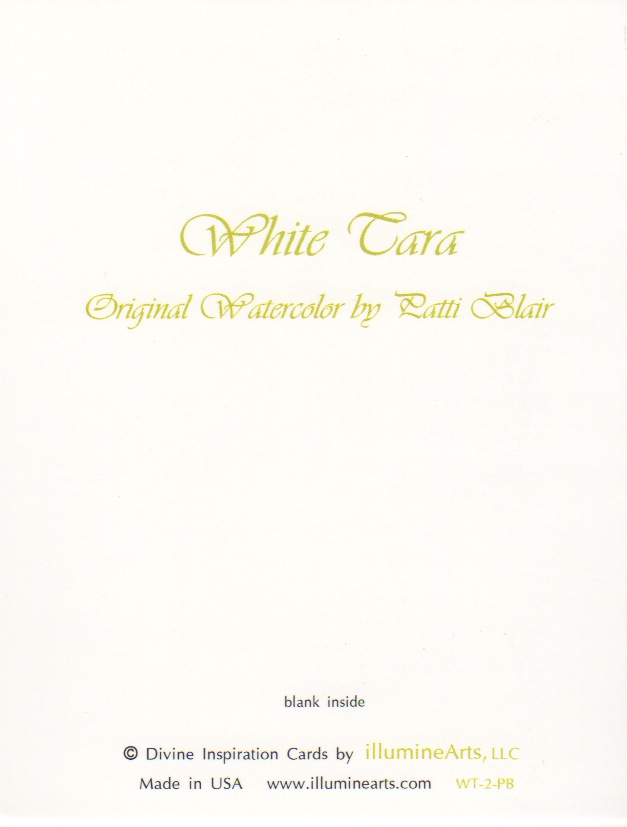 White Tara
Original Watercolor by Patti Blair
blank inside
© Divine Inspiration Cards by illumineArts, LLC
Made in USA www.illuminearts.com WT-2-PB